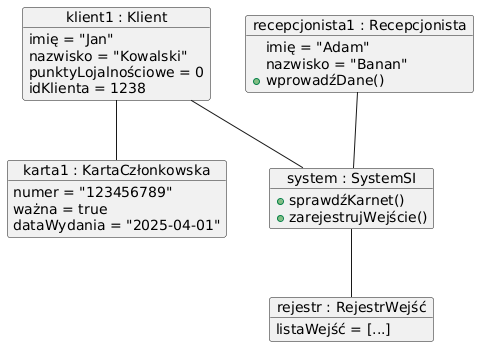 klient1 : Klient
imię = "Jan"
nazwisko = "Kowalski"
punktyLojalnościowe = 0
idKlienta = 1238
recepcjonista1 : Recepcjonista
imię = "Adam"
nazwisko = "Banan"
wprowadźDane()
karta1 : KartaCzłonkowska
numer = "123456789"
ważna = true
dataWydania = "2025-04-01"
system : SystemSI
sprawdźKarnet()
zarejestrujWejście()
rejestr : RejestrWejść
listaWejść = [...]